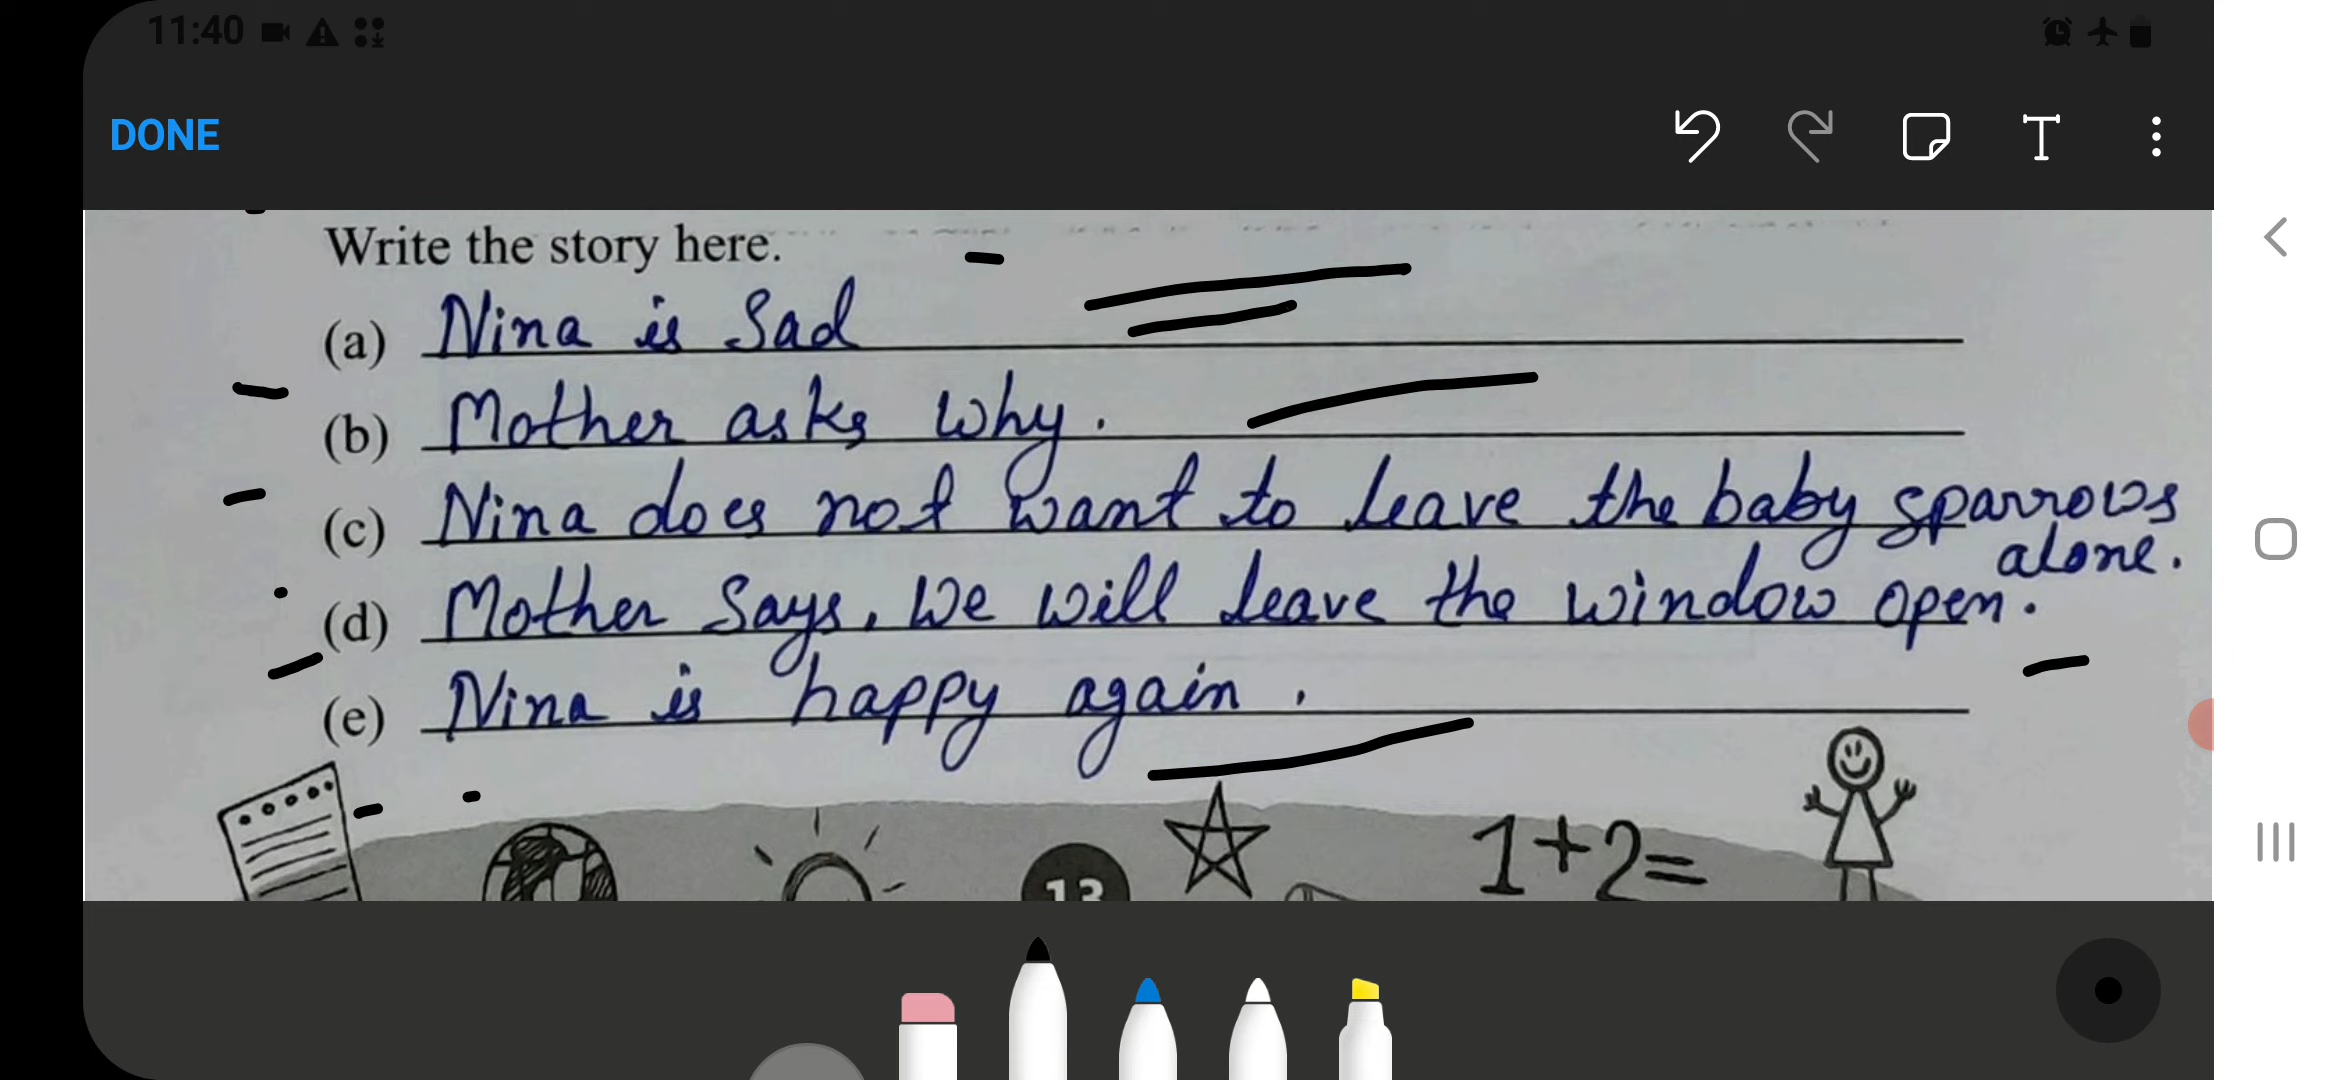 11:40
DONE
T
Write the story here.
(a) Nina is Sad
(b) Mother asks why.
(c) Nina does not want to leave the baby sparrows
alone.
(d) Mother Says, We will leave the window open.
(e) Nina is happy again.
1+2=
13